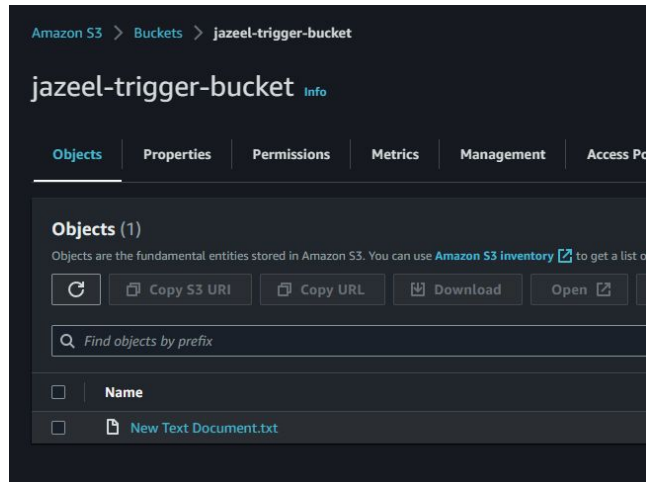 Amazon S3 > Buckets > jazeel-trigger-bucket
jazeel-trigger-bucket Info
Objects Properties Permissions Metrics Management Access Po
Objects (1)
Objects are the fundamental entities stored in Amazon S3. You can use Amazon S3 inventory to get a list o
Copy S3 URI Copy URL Download Open
Find objects by prefix
Name
New Text Document.txt